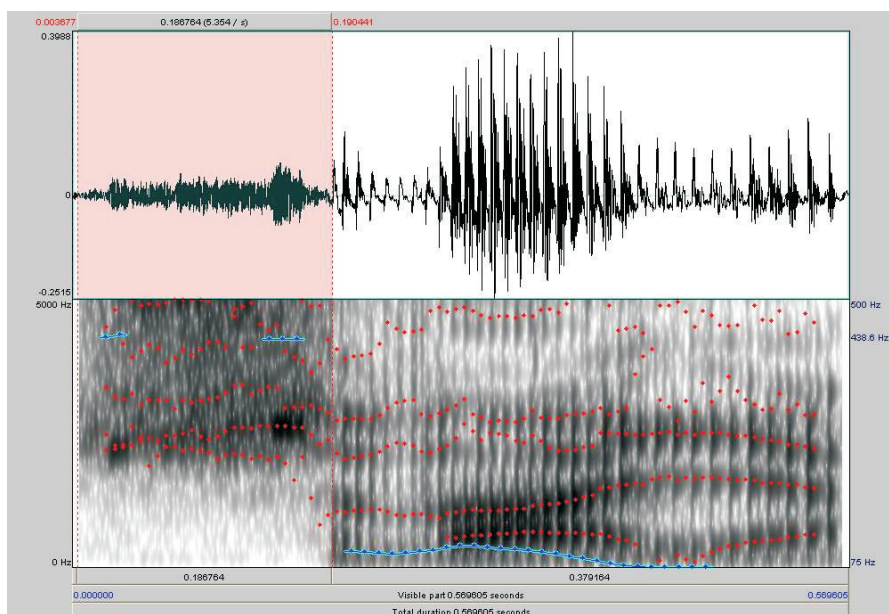 0.003677 0.186764 (5.354 / s) 0.190441
0.3988
0
-0.2515
5000 Hz 500 Hz
438.6 Hz
0 Hz 75 Hz
0.186764 0.379164
0.000000 Visible part 0.569605 seconds 0.569605
Total duration 0.569605 seconds